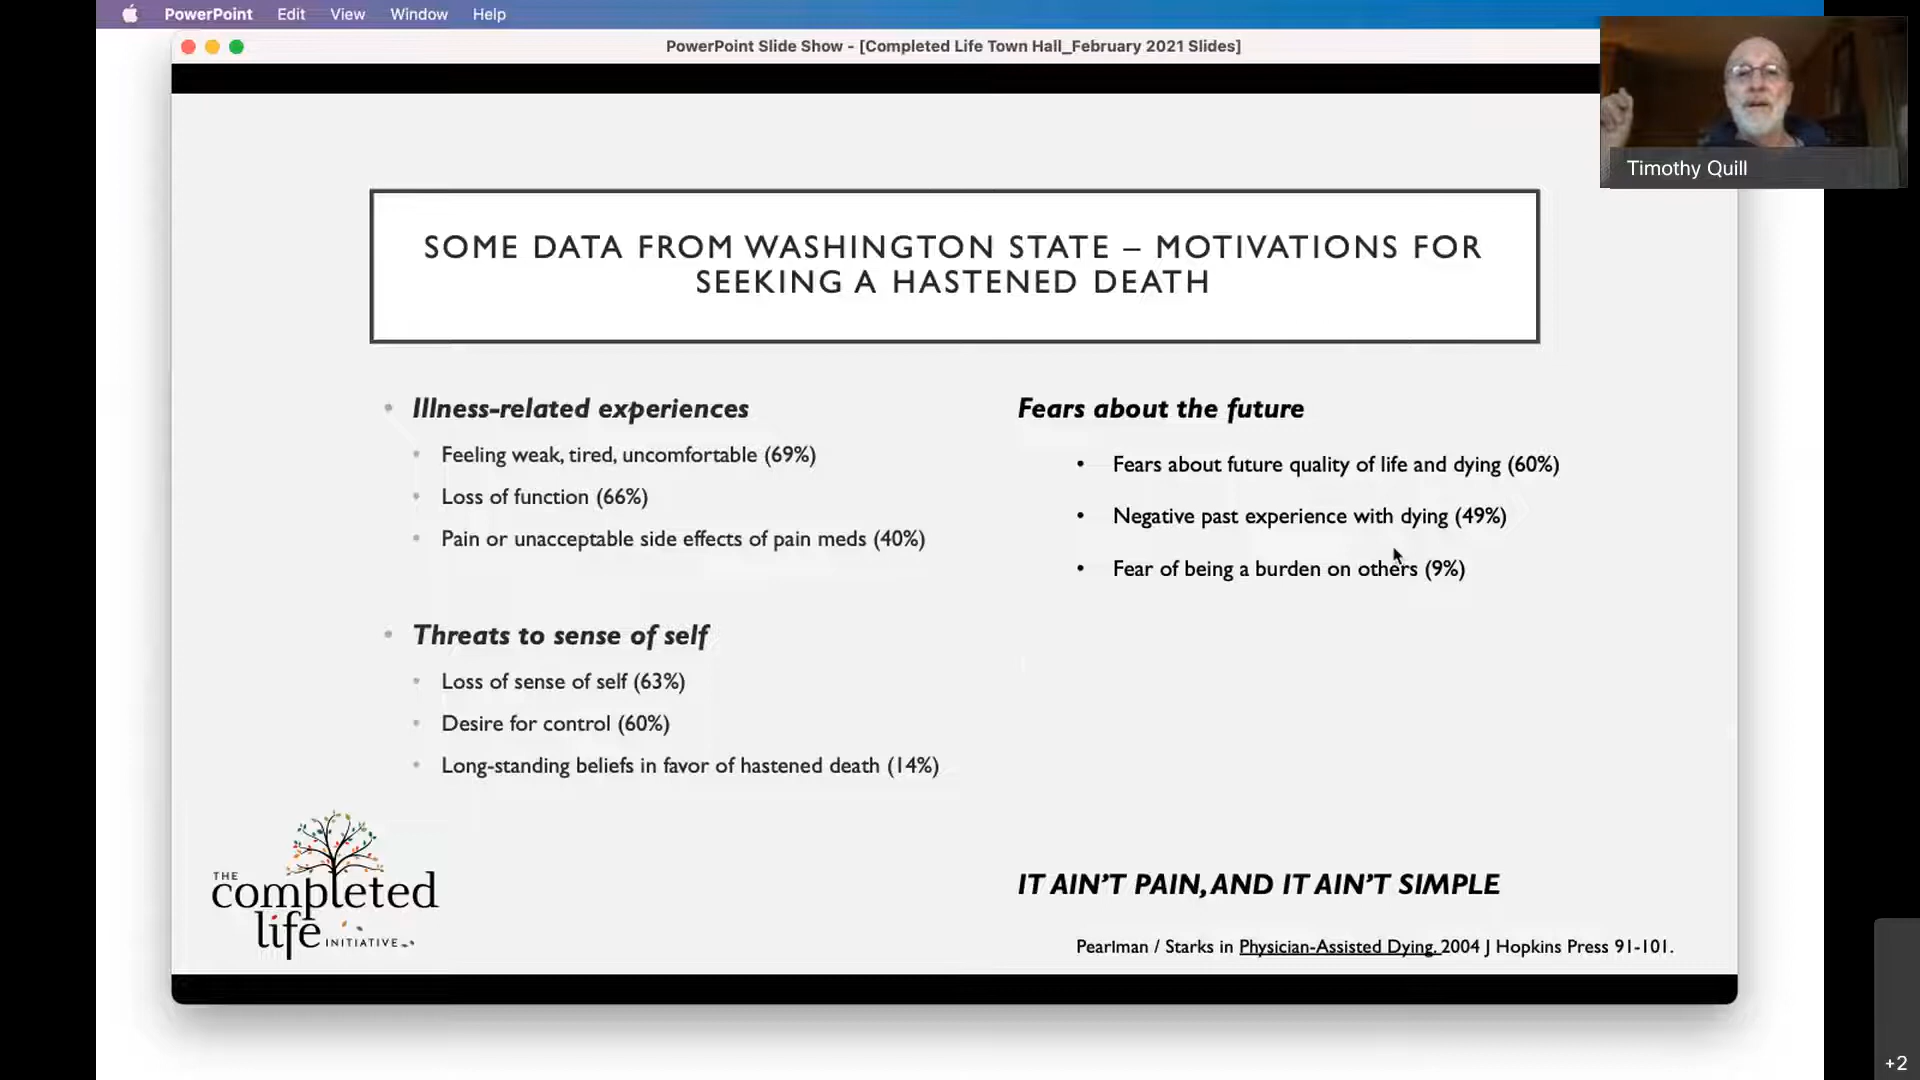 PowerPoint Edit View Window Help
PowerPoint Slide Show - [Completed Life Town Hall_February 2021 Slides]
Timothy Quill
SOME DATA FROM WASHINGTON STATE – MOTIVATIONS FOR
SEEKING A HASTENED DEATH
• Illness-related experiences
• Feeling weak, tired, uncomfortable (69%)
• Loss of function (66%)
• Pain or unacceptable side effects of pain meds (40%)
• Threats to sense of self
• Loss of sense of self (63%)
• Desire for control (60%)
• Long-standing beliefs in favor of hastened death (14%)
Fears about the future
• Fears about future quality of life and dying (60%)
• Negative past experience with dying (49%)
• Fear of being a burden on others (9%)
IT AIN'T PAIN, AND IT AIN'T SIMPLE
Pearlman / Starks in Physician-Assisted Dying. 2004 J Hopkins Press 91-101.
THE
completed
life INITIATIVE
+2